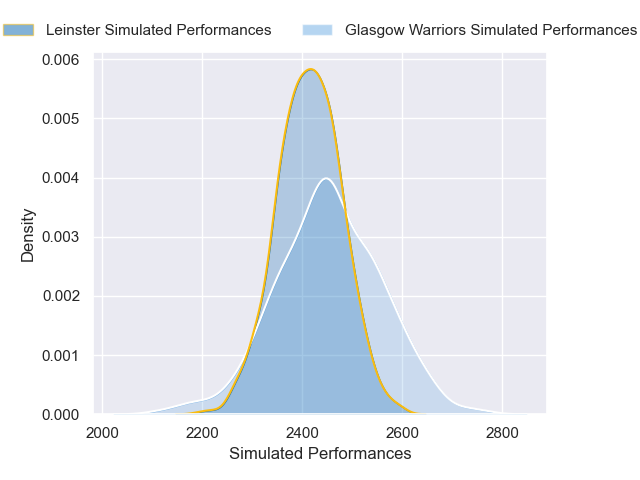 Leinster Simulated Performances
Glasgow Warriors Simulated Performances
0.006
0.005
0.004
0.003
0.002
0.001
0.000
Density
2000 2200 2400 2600 2800
Simulated Performances